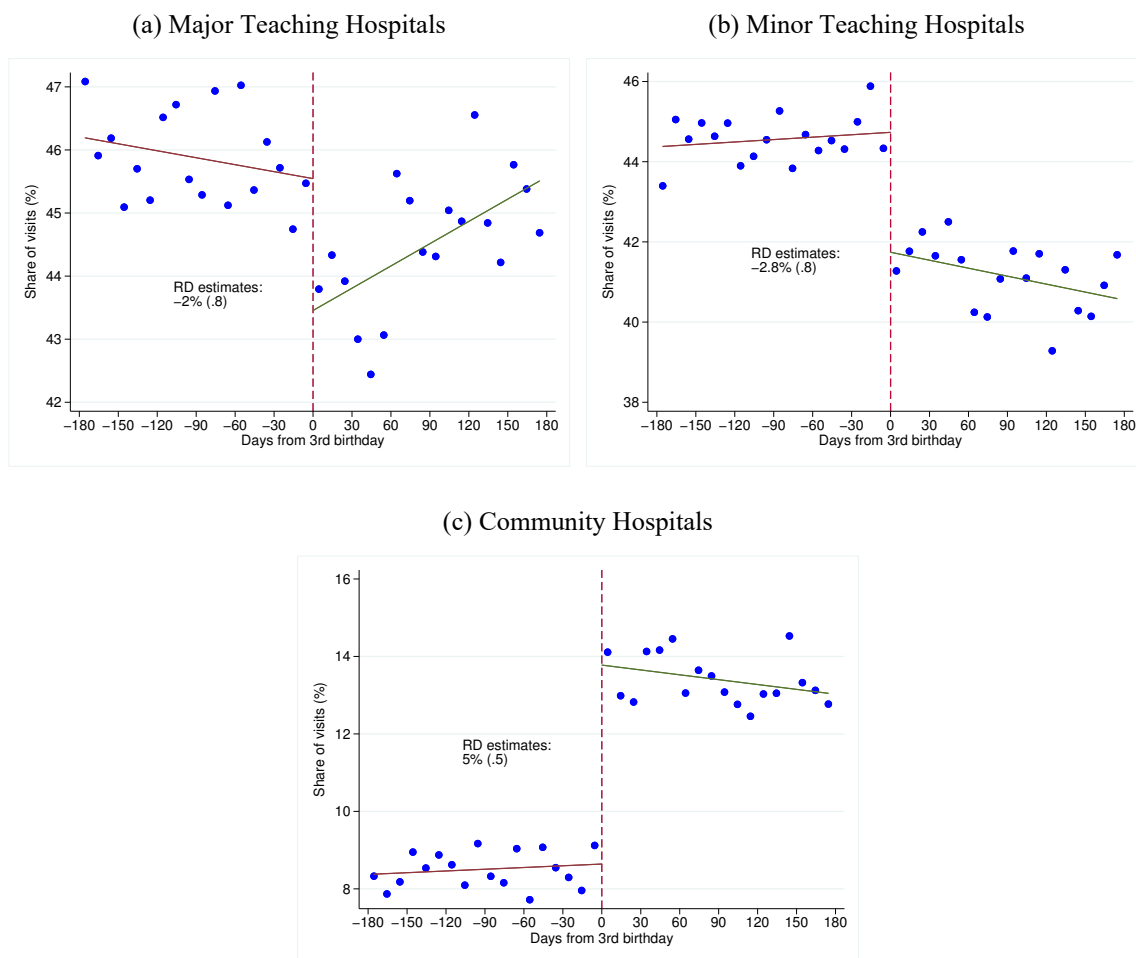 (a) Major Teaching Hospitals
47
46
45
44
43
42
Share of visits (%)
RD estimates:
−2% (.8)
−180 −150 −120 −90 −60 −30 0 30 60 90 120 150 180
Days from 3rd birthday
(b) Minor Teaching Hospitals
46
44
42
40
38
Share of visits (%)
RD estimates:
−2.8% (.8)
−180 −150 −120 −90 −60 −30 0 30 60 90 120 150 180
Days from 3rd birthday
(c) Community Hospitals
16
14
12
10
8
Share of visits (%)
RD estimates:
5% (.5)
−180 −150 −120 −90 −60 −30 0 30 60 90 120 150 180
Days from 3rd birthday